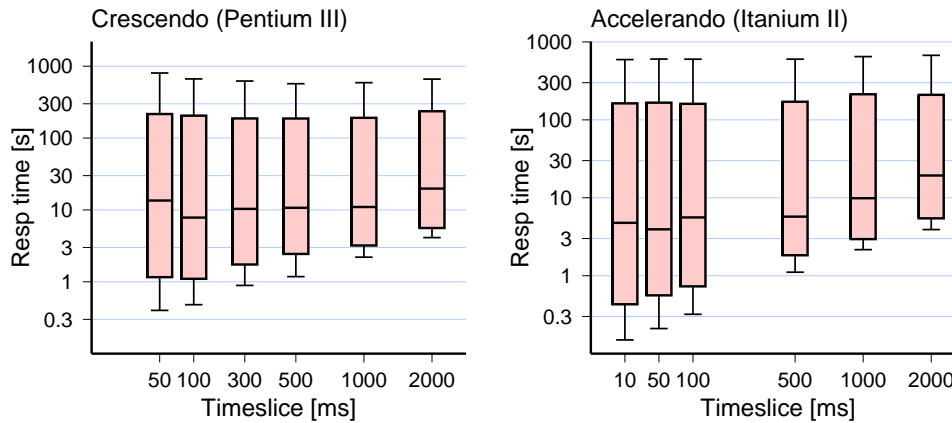 Crescendo (Pentium III)
Resp time [s]
1000
300
100
30
10
3
1
0.3
50 100 300 500 1000 2000
Timeslice [ms]
Accelerando (Itanium II)
Resp time [s]
1000
300
100
30
10
3
1
0.3
10 50 100 500 1000 2000
Timeslice [ms]